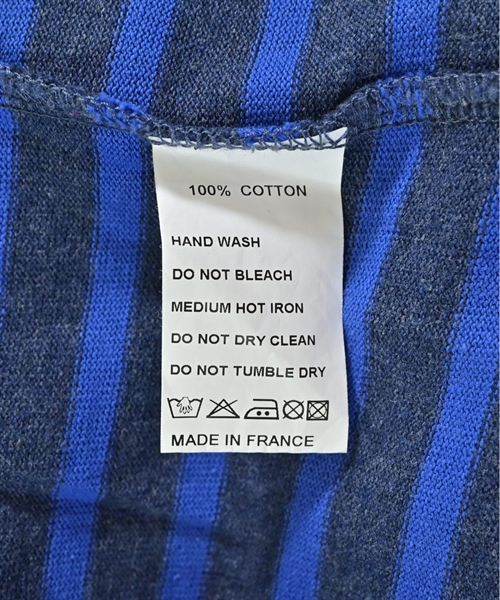 100% COTTON
HAND WASH
DO NOT BLEACH
MEDIUM HOT IRON
DO NOT DRY CLEAN
DO NOT TUMBLE DRY
MADE IN FRANCE